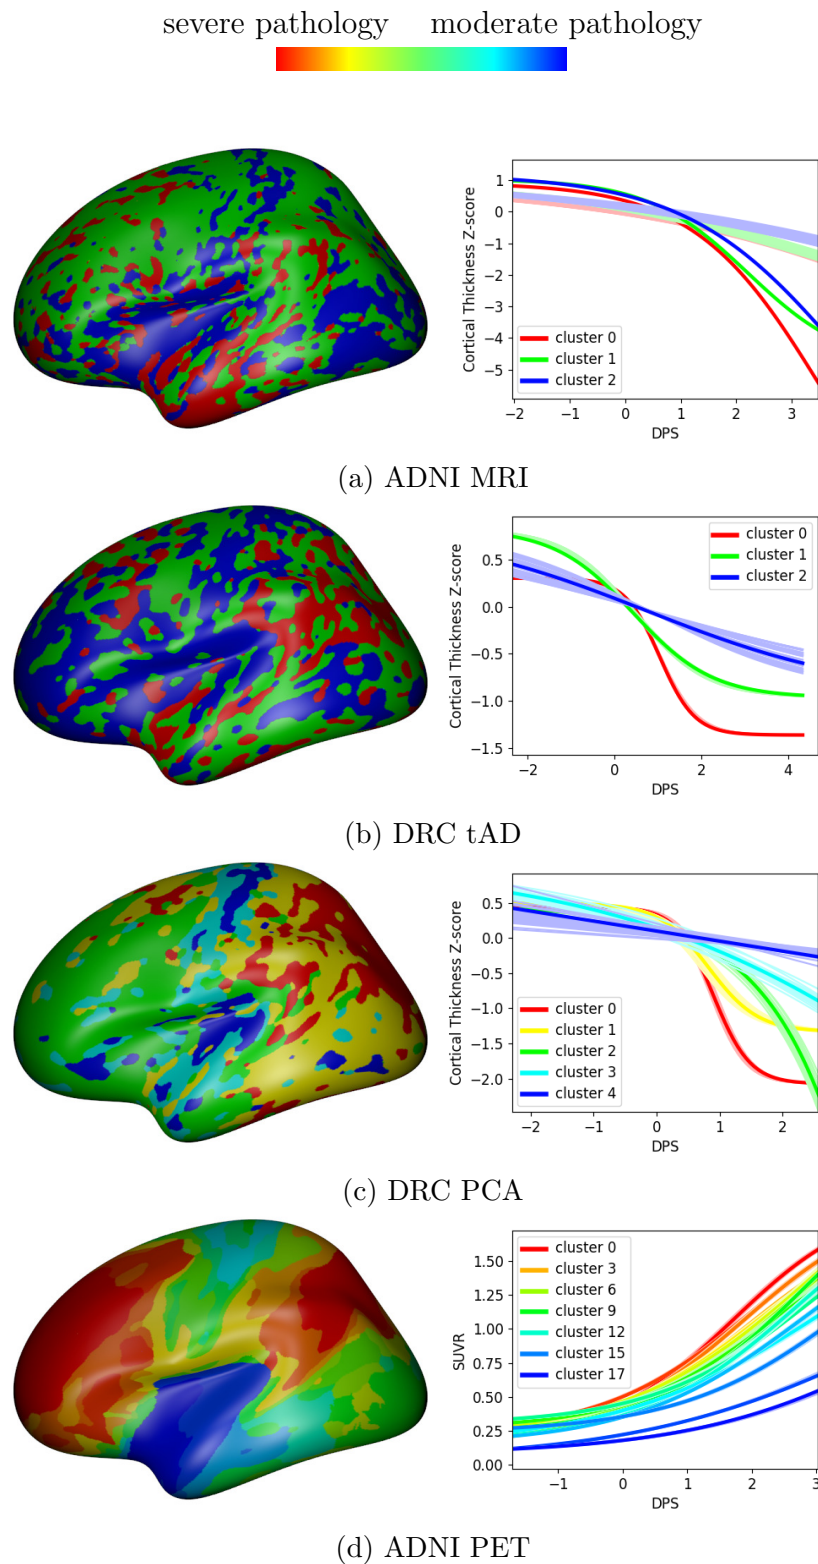 severe pathology moderate pathology
Cortical Thickness Z-score
1
0
−1
−2
−3
−4
−5
cluster 0
cluster 1
cluster 2
−2 −1 0 1 2 3
DPS
(a) ADNI MRI
Cortical Thickness Z-score
0.5
0.0
−0.5
−1.0
−1.5
cluster 0
cluster 1
cluster 2
−2 0 2 4
DPS
(b) DRC tAD
Cortical Thickness Z-score
0.5
0.0
−0.5
−1.0
−1.5
−2.0
cluster 0
cluster 1
cluster 2
cluster 3
cluster 4
−2 −1 0 1 2
DPS
(c) DRC PCA
SUVR
1.50
1.25
1.00
0.75
0.50
0.25
0.00
cluster 0
cluster 3
cluster 6
cluster 9
cluster 12
cluster 15
cluster 17
−1 0 1 2 3
DPS
(d) ADNI PET